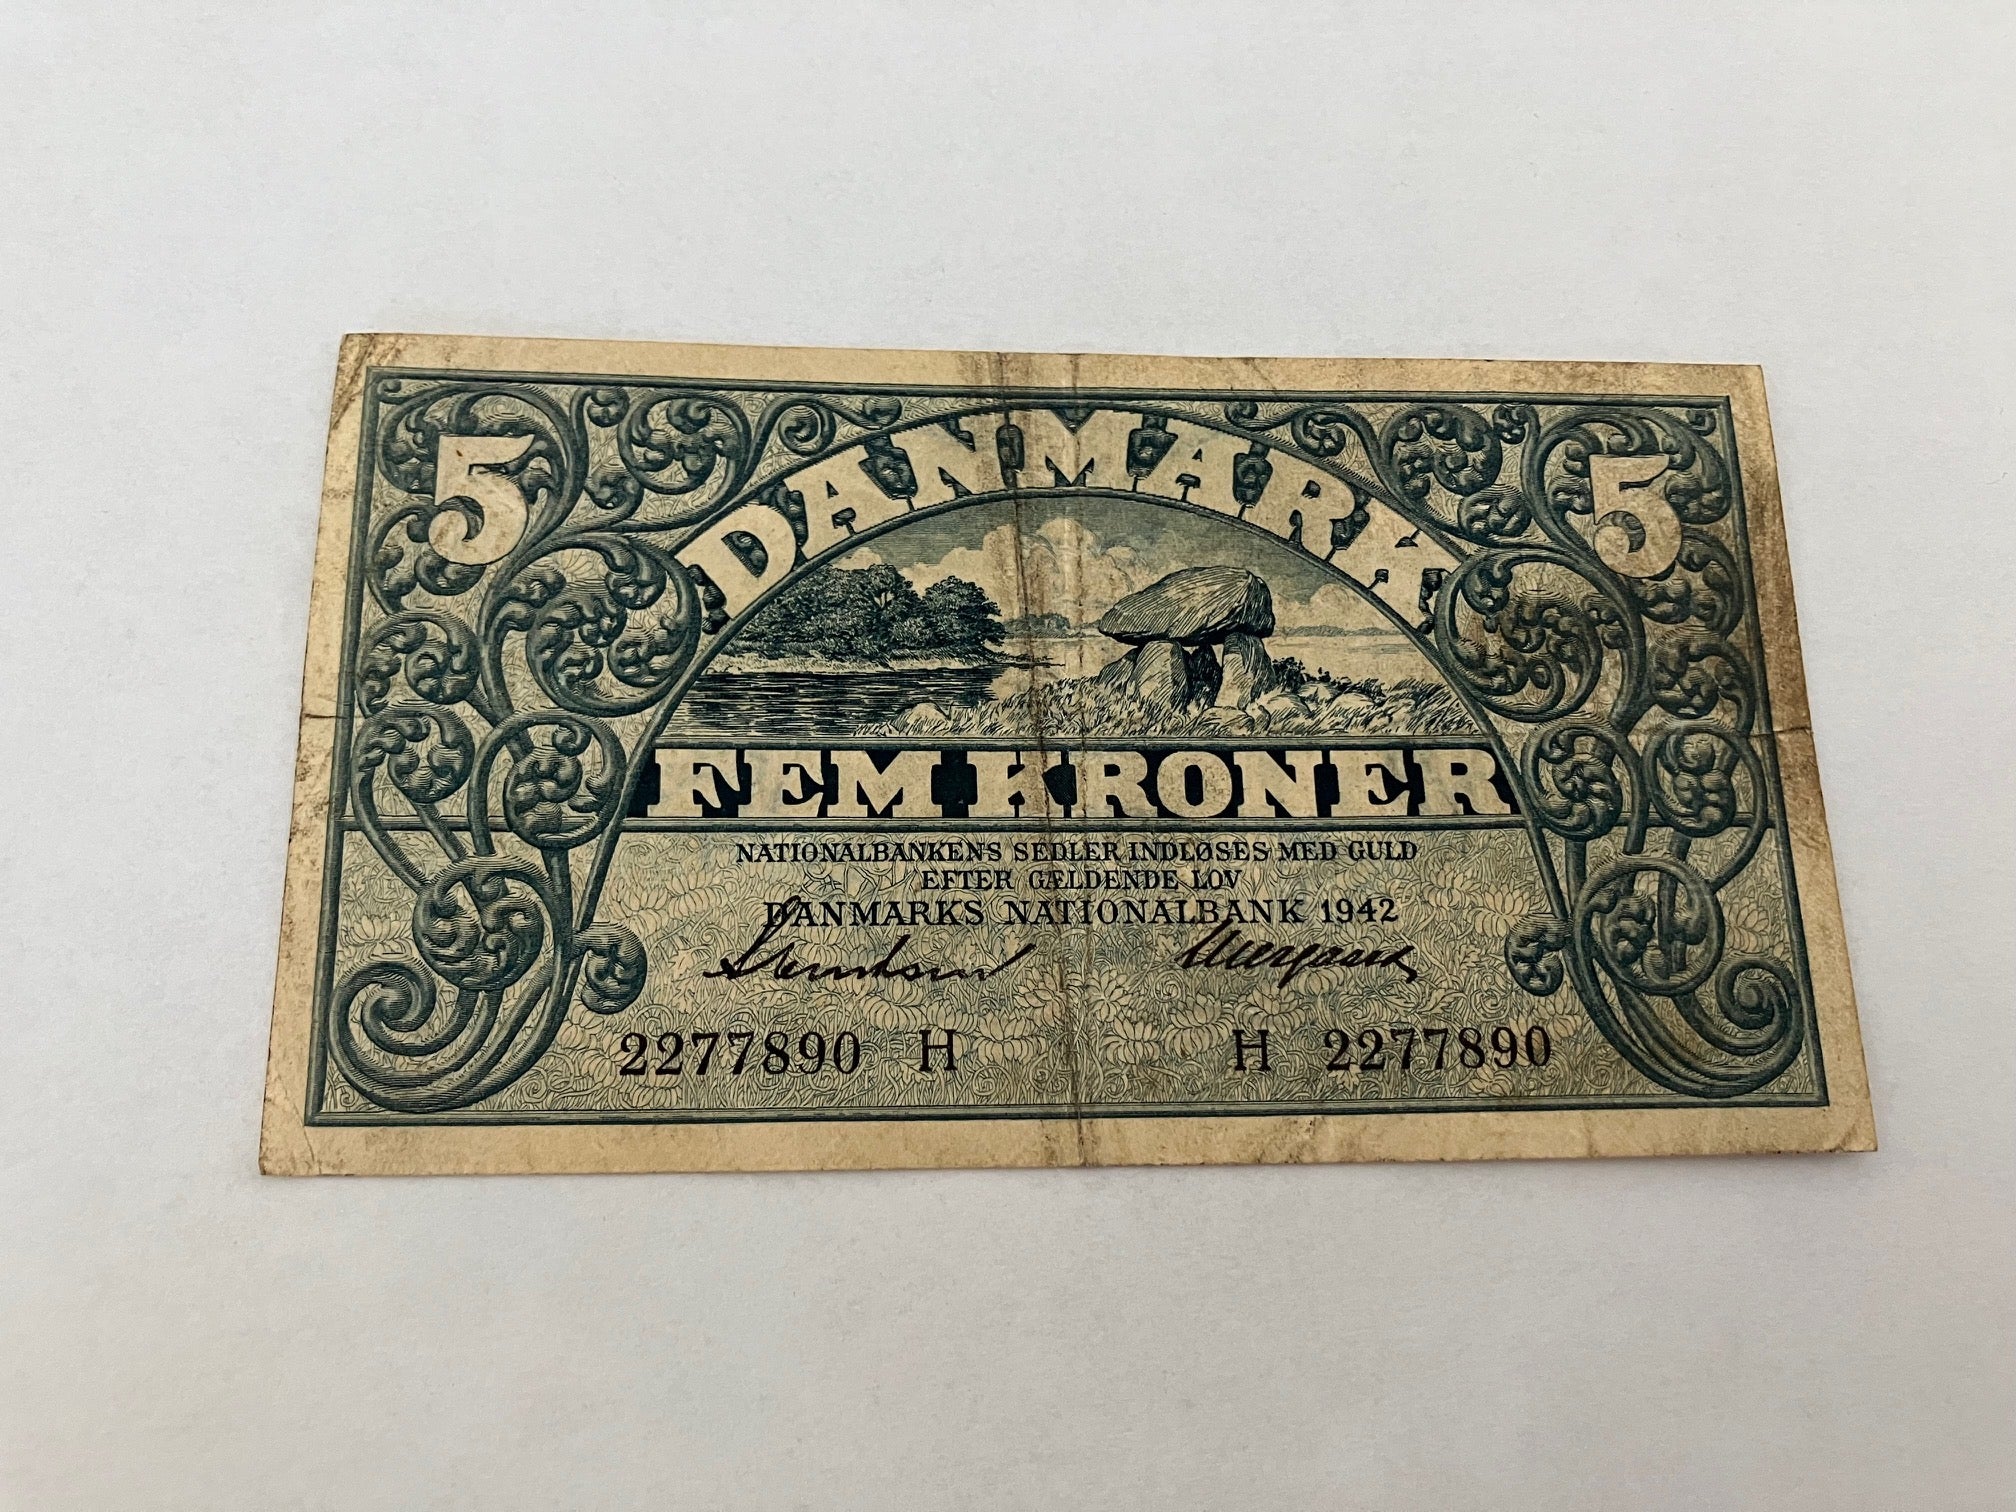 5 DANMARK 5
FEM KRONER
NATIONALBANKENS SEDLER INDLØSES MED GULD
EFTER GÆLDENDE LOV
DANMARKS NATIONALBANK 1942
2277890 H H 2277890